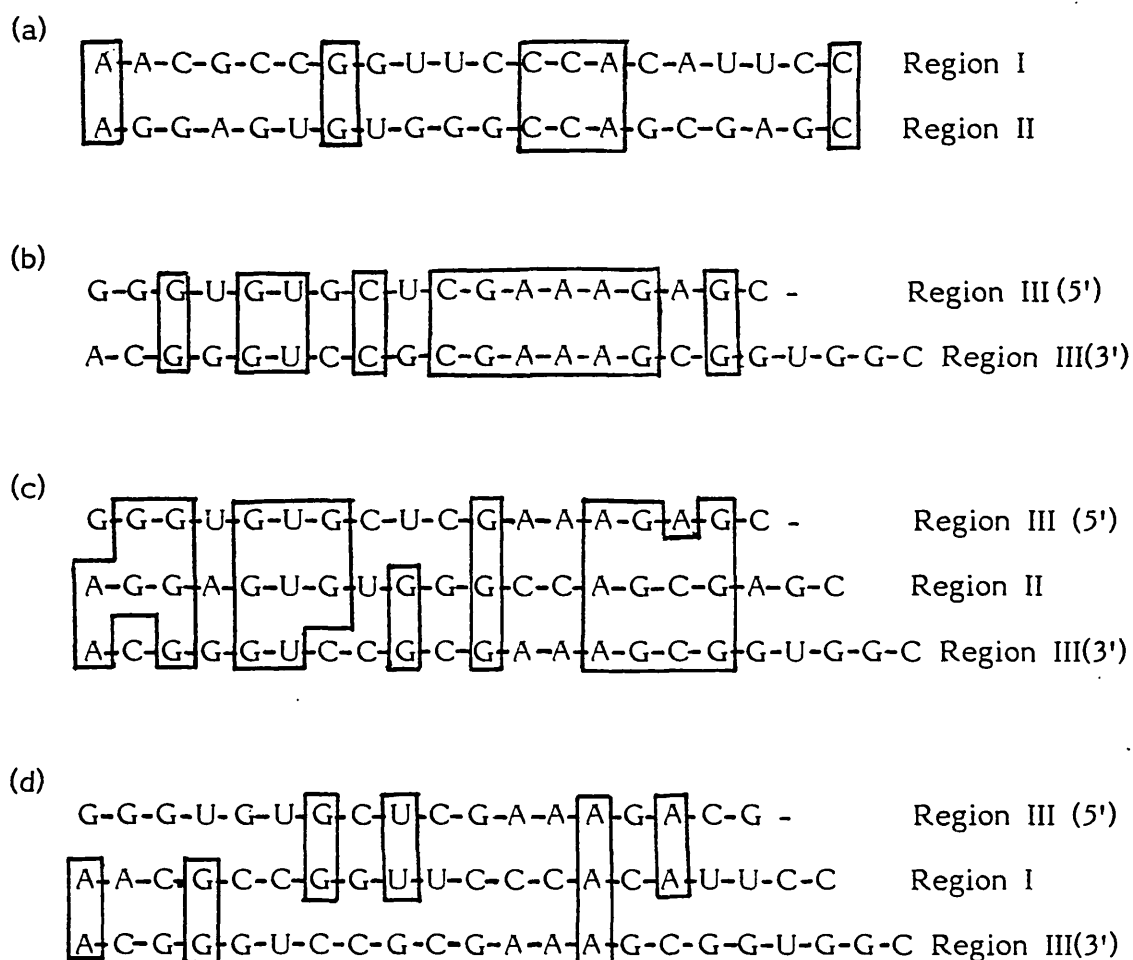 (a)
A-A-C-G-C-C-G-G-U-U-C-C-C-A-C-A-U-U-C-C Region I
A-G-G-A-G-U-G-U-G-G-G-C-C-A-G-C-G-A-G-C Region II
(b)
G-G-G-U-G-U-G-C-U-C-G-A-A-A-G-A-G-C - Region III (5')
A-C-G-G-G-U-C-C-G-C-G-A-A-A-G-C-G-G-U-G-G-C Region III(3')
(c)
G-G-G-U-G-U-G-C-U-C-G-A-A-A-G-A-G-C - Region III (5')
A-G-G-A-G-U-G-U-G-G-G-C-C-A-G-C-G-A-G-C Region II
A-C-G-G-G-U-C-C-G-C-G-A-A-A-G-C-G-G-U-G-G-C Region III(3')
(d)
G-G-G-U-G-U-G-C-U-C-G-A-A-A-G-A-C-G - Region III (5')
A-A-C-G-C-C-G-G-U-U-C-C-C-A-C-A-U-U-C-C Region I
A-C-G-G-G-U-C-C-G-C-G-A-A-A-G-C-G-G-U-G-G-C Region III(3')